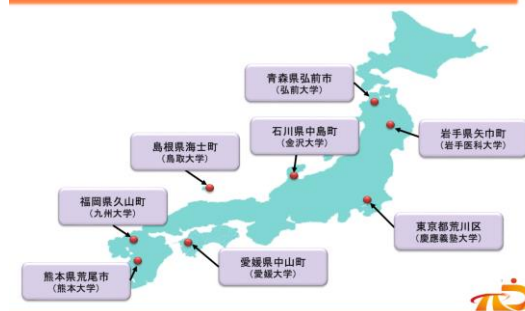 青森県弘前市
(弘前大学)
島根県海士町
(鳥取大学)
石川県中島町
(金沢大学)
岩手県矢巾町
(岩手医科大学)
福岡県久山町
(九州大学)
東京都荒川区
(慶應義塾大学)
愛媛県中山町
(愛媛大学)
熊本県荒尾市
(熊本大学)